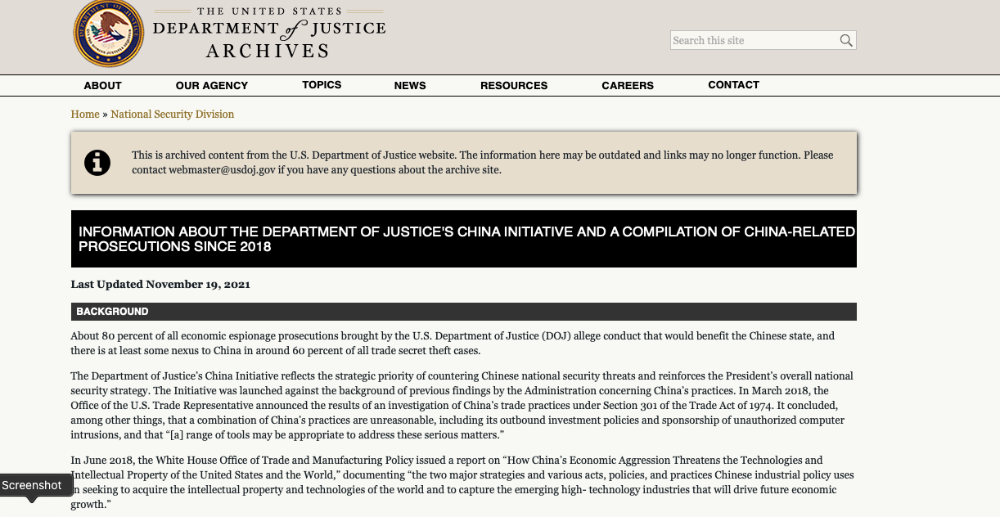 THE UNITED STATES
DEPARTMENT of JUSTICE
ARCHIVES
Search this site
ABOUT OUR AGENCY TOPICS NEWS RESOURCES CAREERS CONTACT
Home » National Security Division
This is archived content from the U.S. Department of Justice website. The information here may be outdated and links may no longer function. Please
contact webmaster@usdoj.gov if you have any questions about the archive site.
INFORMATION ABOUT THE DEPARTMENT OF JUSTICE'S CHINA INITIATIVE AND A COMPILATION OF CHINA-RELATED
PROSECUTIONS SINCE 2018
Last Updated November 19, 2021
BACKGROUND
About 80 percent of all economic espionage prosecutions brought by the U.S. Department of Justice (DOJ) allege conduct that would benefit the Chinese state, and
there is at least some nexus to China in around 60 percent of all trade secret theft cases.
The Department of Justice’s China Initiative reflects the strategic priority of countering Chinese national security threats and reinforces the President’s overall national
security strategy. The Initiative was launched against the background of previous findings by the Administration concerning China’s practices. In March 2018, the
Office of the U.S. Trade Representative announced the results of an investigation of China’s trade practices under Section 301 of the Trade Act of 1974. It concluded,
among other things, that a combination of China’s practices are unreasonable, including its outbound investment policies and sponsorship of unauthorized computer
intrusions, and that “[a] range of tools may be appropriate to address these serious matters.”
In June 2018, the White House Office of Trade and Manufacturing Policy issued a report on “How China’s Economic Aggression Threatens the Technologies and
Intellectual Property of the United States and the World,” documenting “the two major strategies and various acts, policies, and practices Chinese industrial policy uses
Screenshot
n seeking to acquire the intellectual property and technologies of the world and to capture the emerging high- technology industries that will drive future economic
growth.”